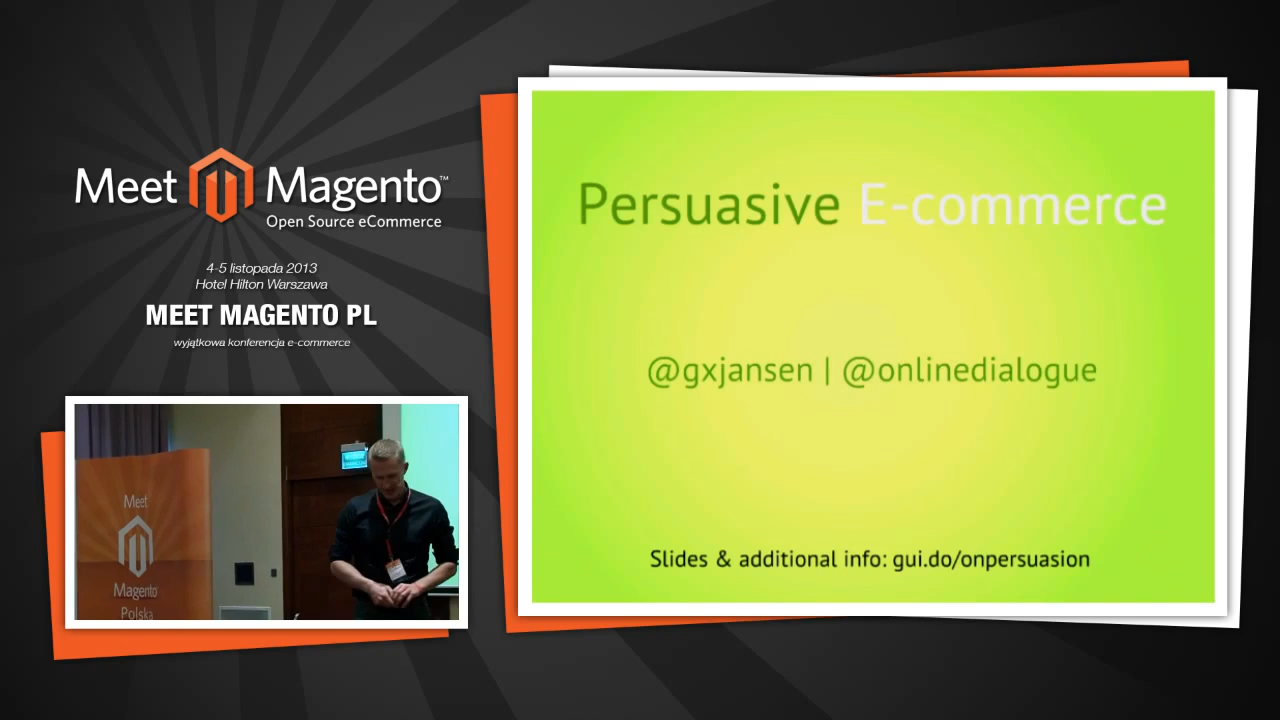 Meet Magento™
Open Source eCommerce
4-5 listopada 2013
Hotel Hilton Warszawa
MEET MAGENTO PL
wyjątkowa konferencja e-commerce
Meet
Magento
Polska
Persuasive E-commerce
@gxjansen | @onlinedialogue
Slides & additional info: gui.do/onpersuasion